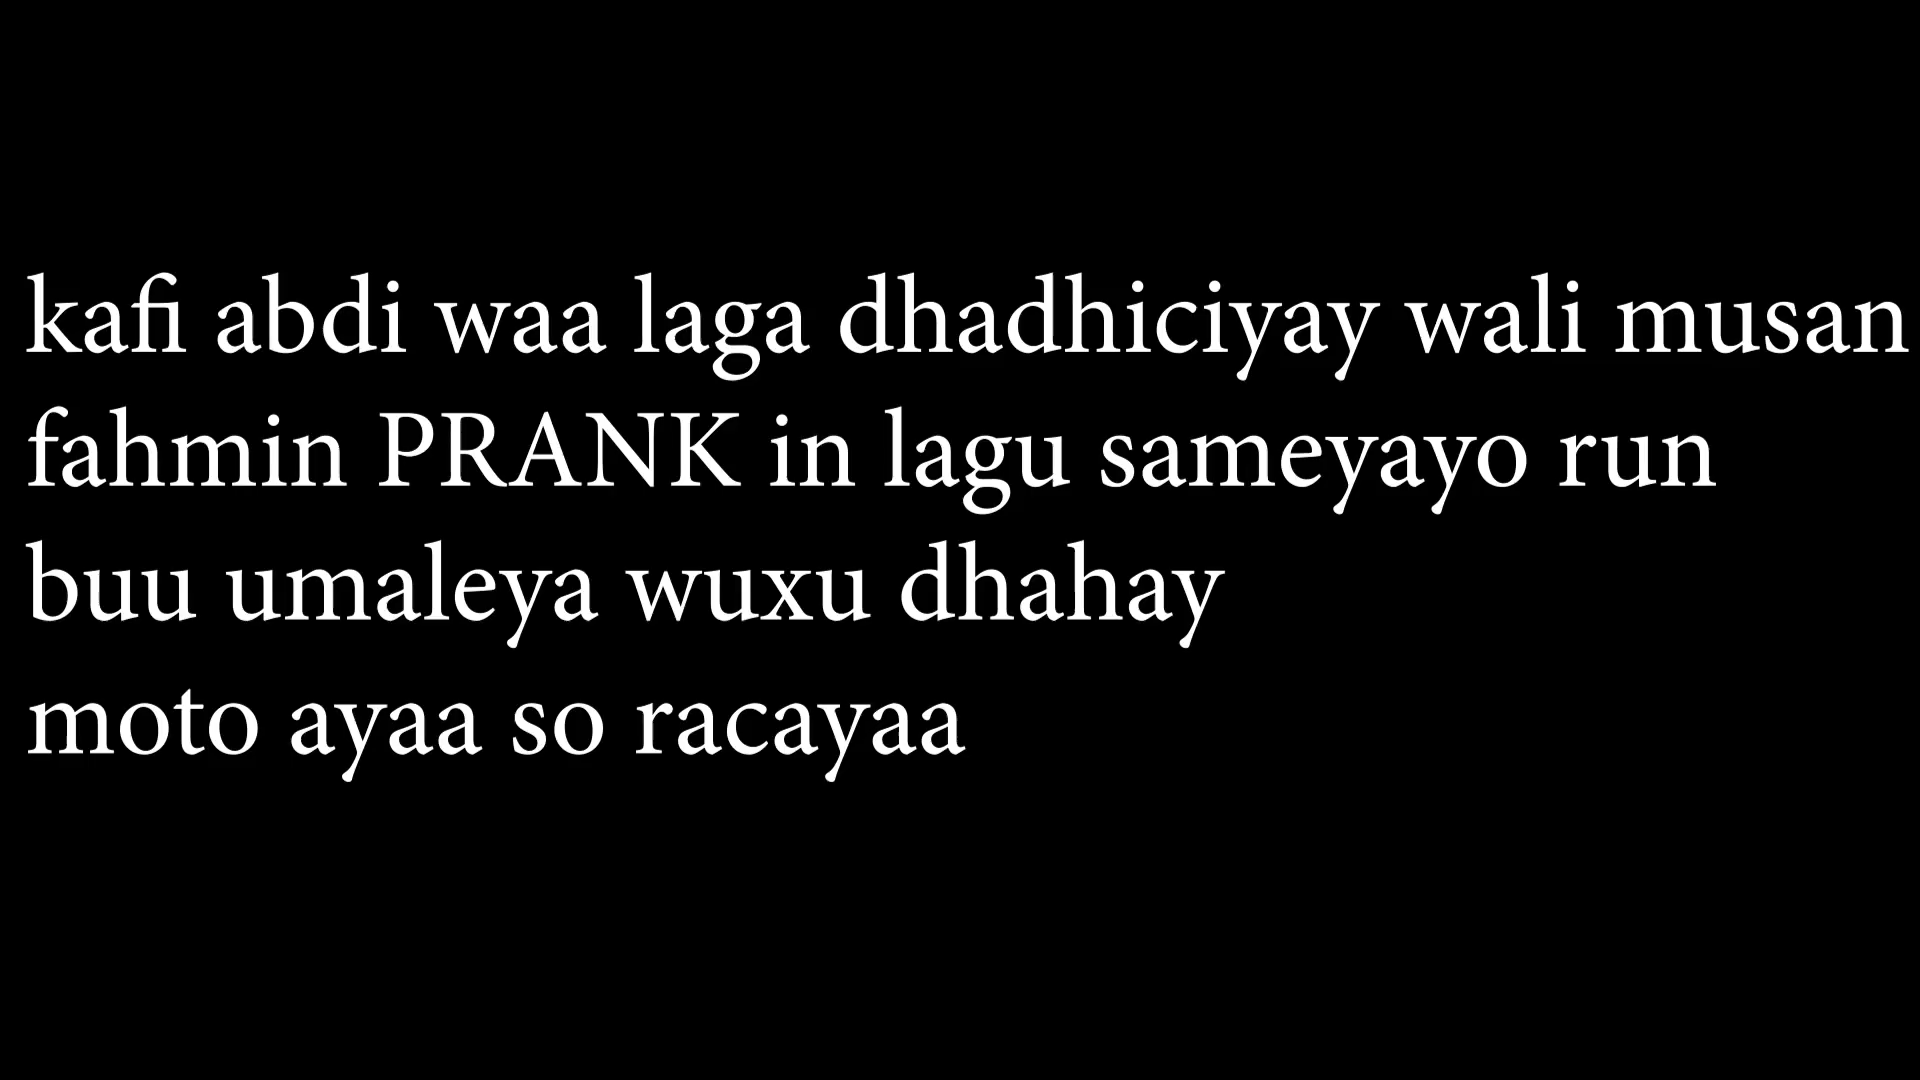 kafi abdi waa laga dhadhiciyay wali musan
fahmin PRANK in lagu sameyayo run
buu umaleya wuxu dhahay
moto ayaa so racayaa